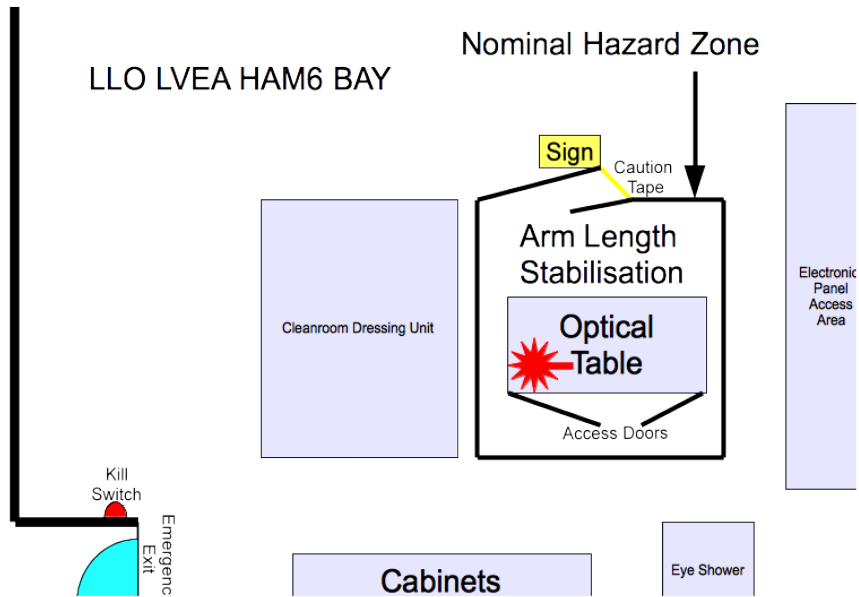 Nominal Hazard Zone
LLO LVEA HAM6 BAY
Sign
Caution
Tape
Arm Length
Stabilisation
Electronic
Panel
Access
Area
Optical
Table
Cleanroom Dressing Unit
Access Doors
Kill
Switch
Emergenc
Exit
Eye Shower
Cabinets